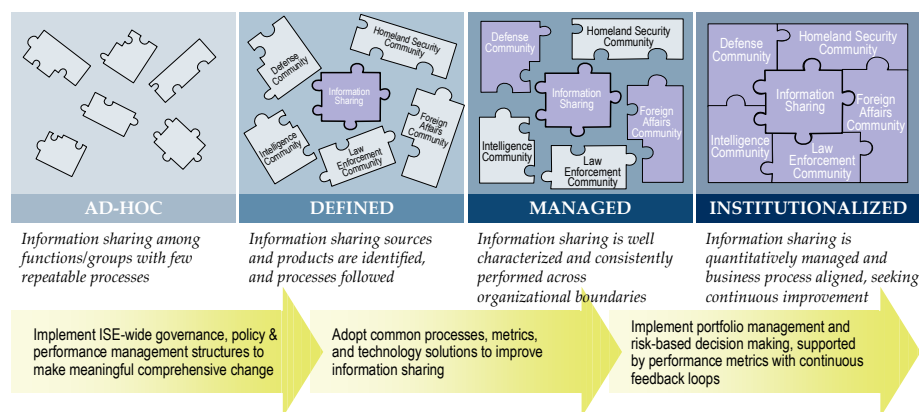 Defense
Community
Homeland Security
Community
Information
Sharing
Intelligence
Community
Law
Enforcement
Community
Foreign
Affairs
Community
Defense
Community
Homeland Security
Community
Information
Sharing
Foreign
Affairs
Community
Intelligence
Community
Law
Enforcement
Community
Defense
Community
Homeland Security
Community
Information
Sharing
Foreign
Affairs
Community
Intelligence
Community
Law
Enforcement
Community
AD-HOC
DEFINED
MANAGED
INSTITUTIONALIZED
Information sharing among
functions/groups with few
repeatable processes
Information sharing sources
and products are identified,
and processes followed
Information sharing is well
characterized and consistently
performed across
organizational boundaries
Information sharing is
quantitatively managed and
business process aligned, seeking
continuous improvement
Implement ISE-wide governance, policy &
performance management structures to
make meaningful comprehensive change
Adopt common processes, metrics,
and technology solutions to improve
information sharing
Implement portfolio management and
risk-based decision making, supported
by performance metrics with continuous
feedback loops